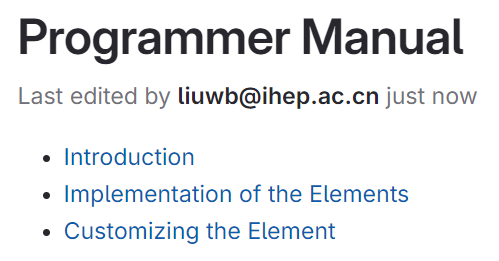 Programmer Manual
Last edited by liuwb@ihep.ac.cn just now
Introduction
Implementation of the Elements
Customizing the Element